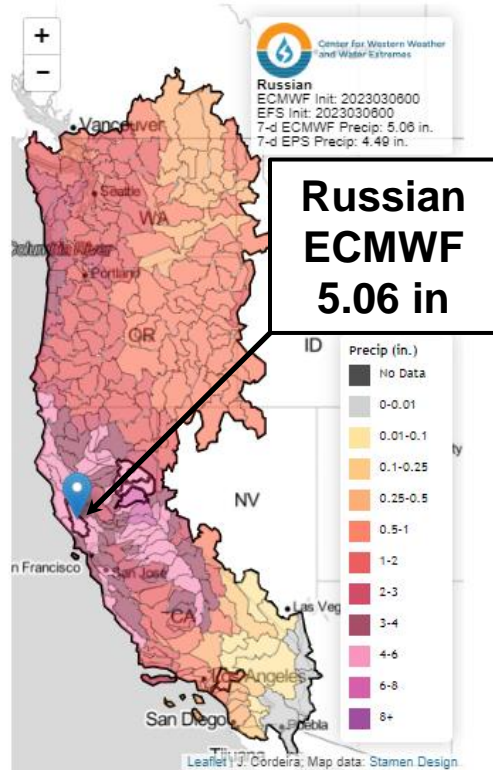 +
−
Center for Western Weather
and Water Extremes
Russian
ECMWF Init: 2023030600
EFS Init: 2023030600
7-d ECMWF Precip: 5.06 in.
7-d EPS Precip: 4.49 in.
Vancouver
Seattle
WA
Columbia River
Portland
OR
ID
Russian
ECMWF
5.06 in
Precip (in.)
No Data
0-0.01
0.01-0.1
0.1-0.25
0.25-0.5
0.5-1
1-2
2-3
3-4
4-6
6-8
8+
ity
NV
n Francisco
San José
CA
Las Veg
Los Angeles
San Diego
Puebla
Tijuana
Leaflet | J. Cordeira; Map data: Stamen Design